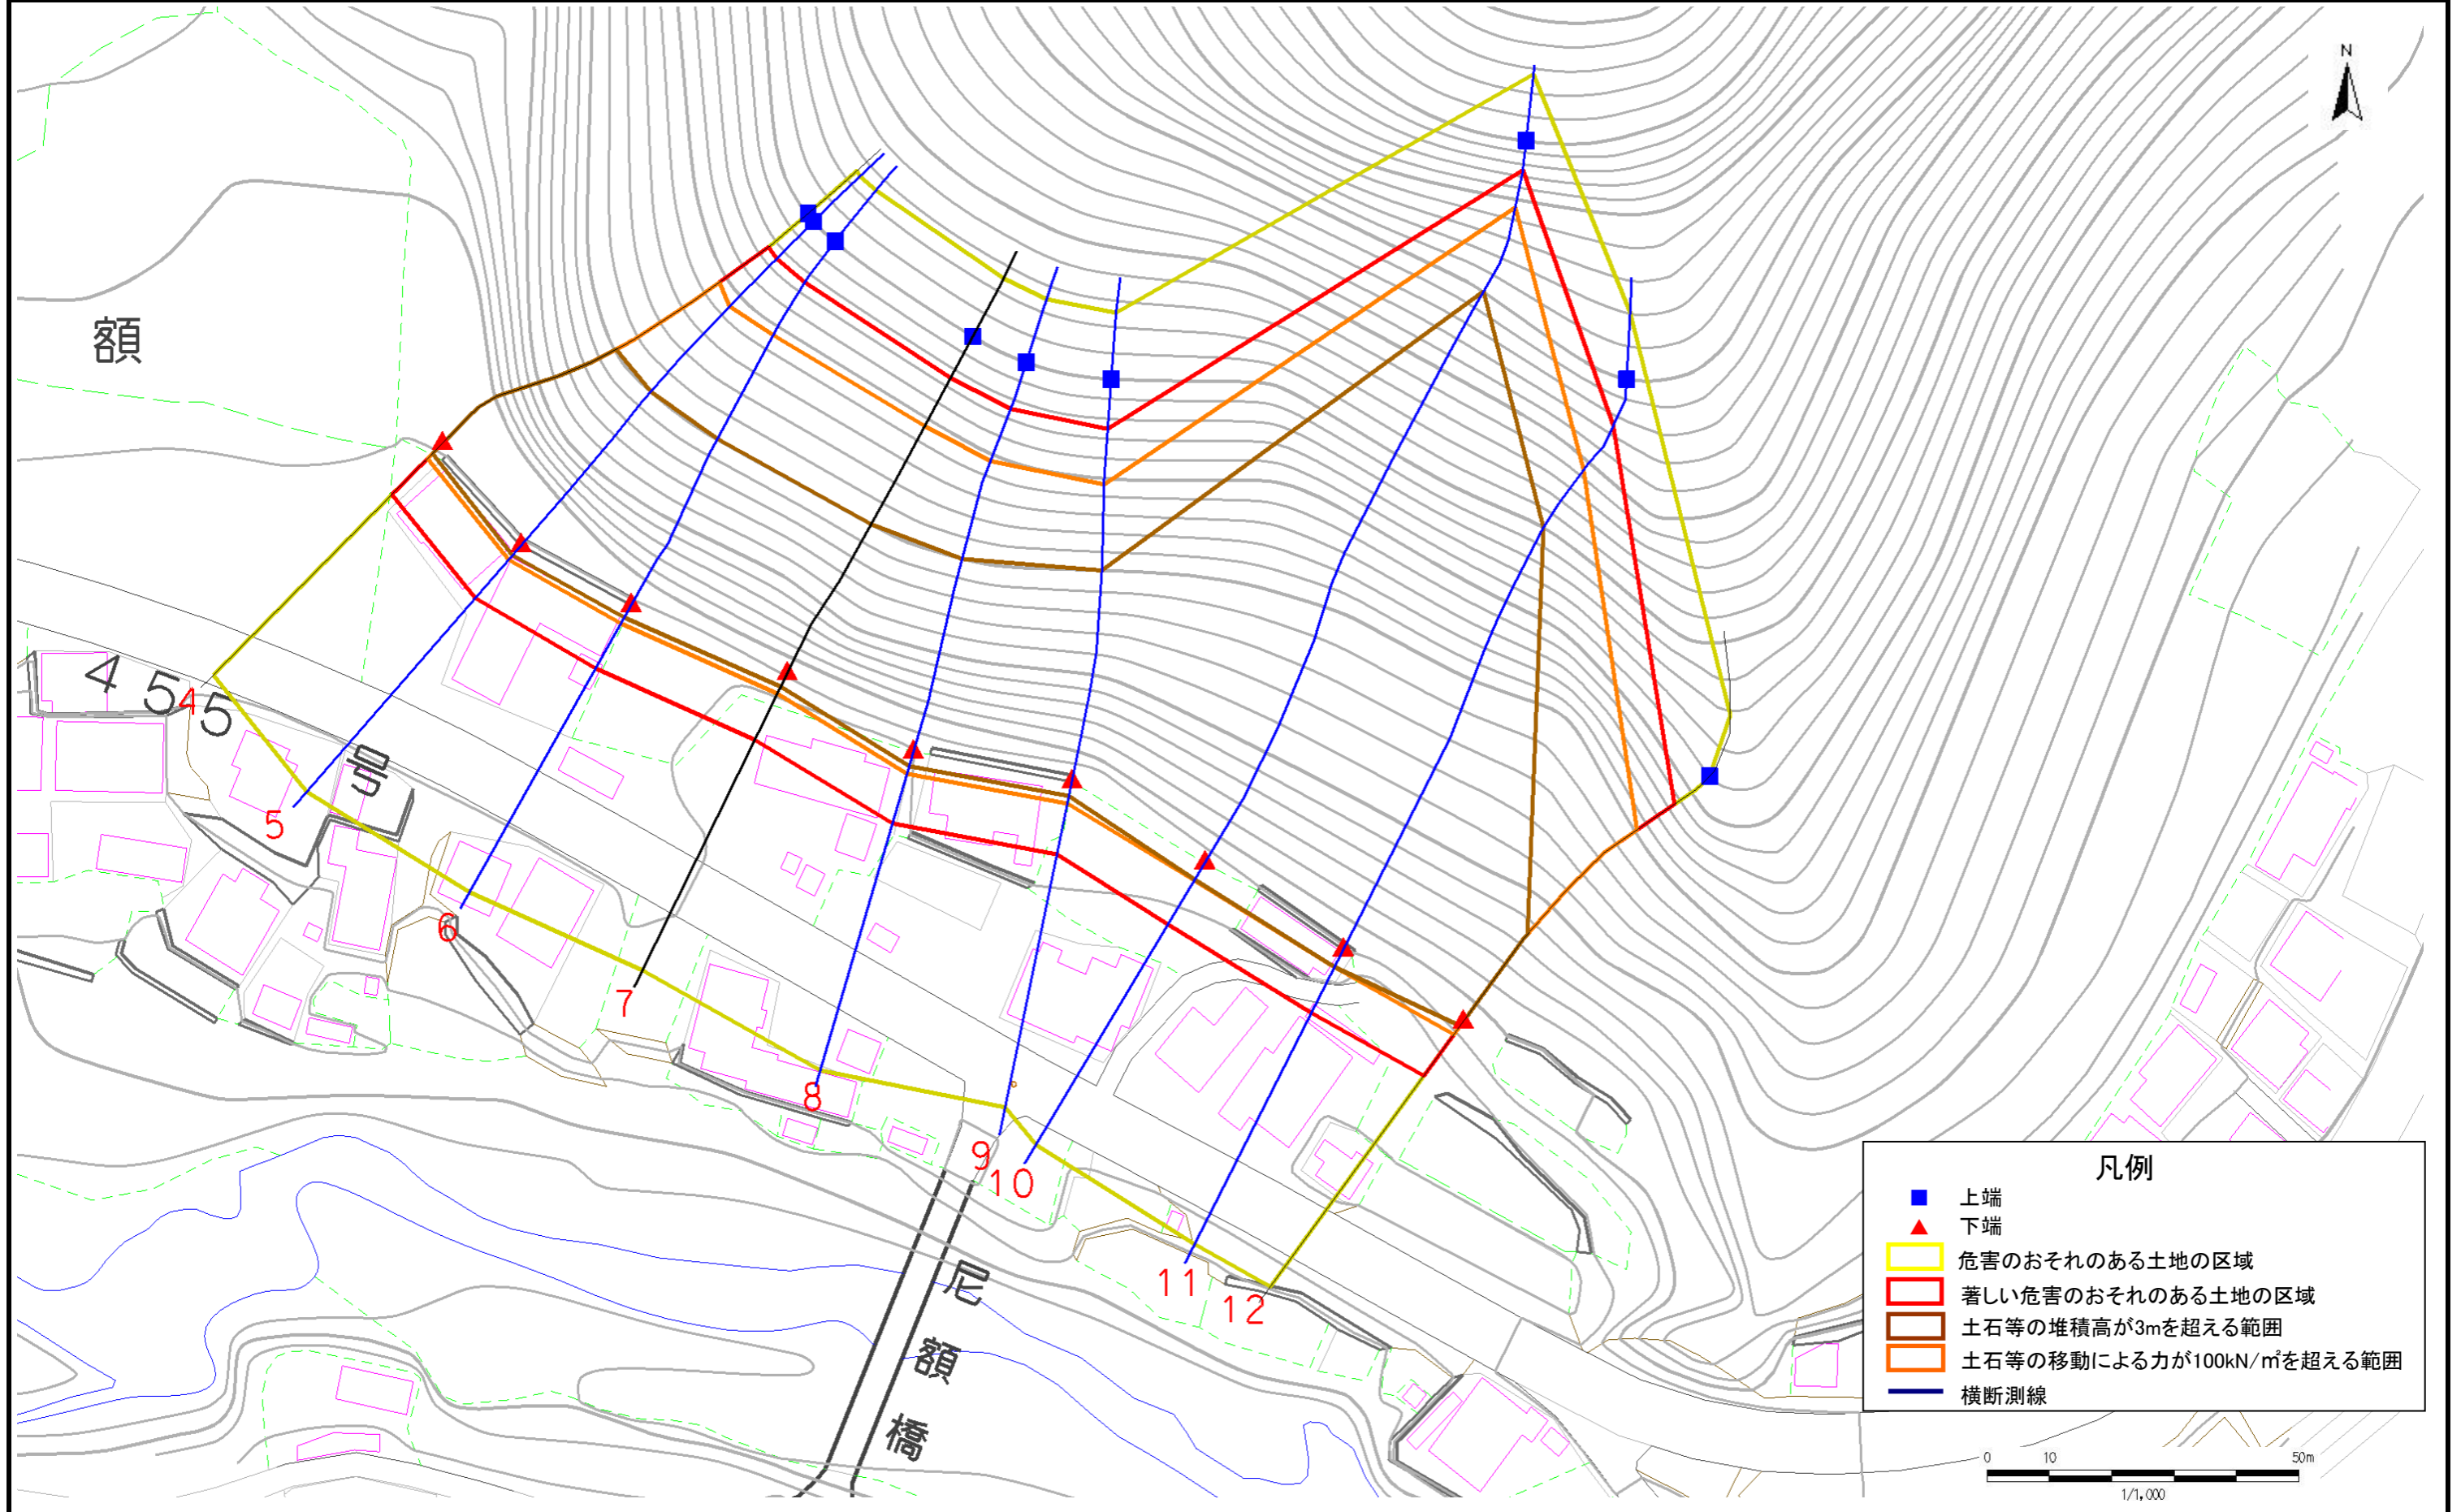 N
額
455
号
4
5
6
7
8
9
10
11
12
尼
額
橋
凡例
上端
下端
危害のおそれのある土地の区域
著しい危害のおそれのある土地の区域
土石等の堆積高が3mを超える範囲
土石等の移動による力が100kN/㎡を超える範囲
横断測線
0 10 50m
1/1,000